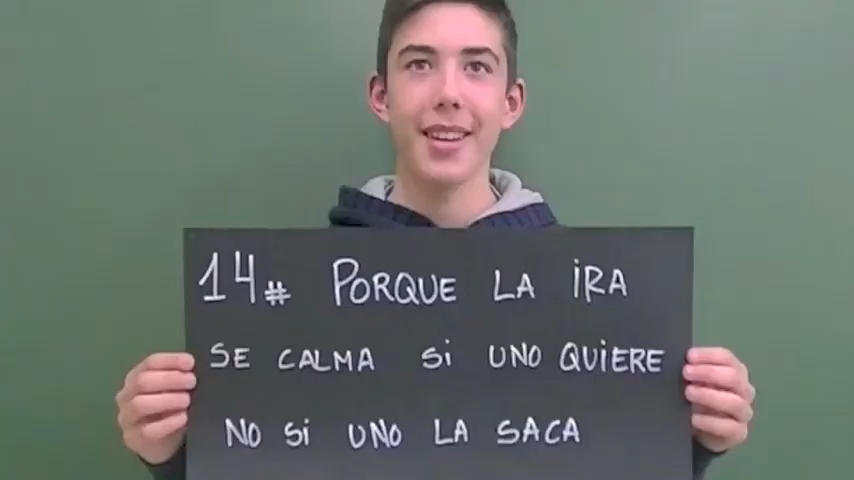 14# PORQUE LA iRA
SE CALMA Si UNO QUIERE
NO Si UNO LA SACA